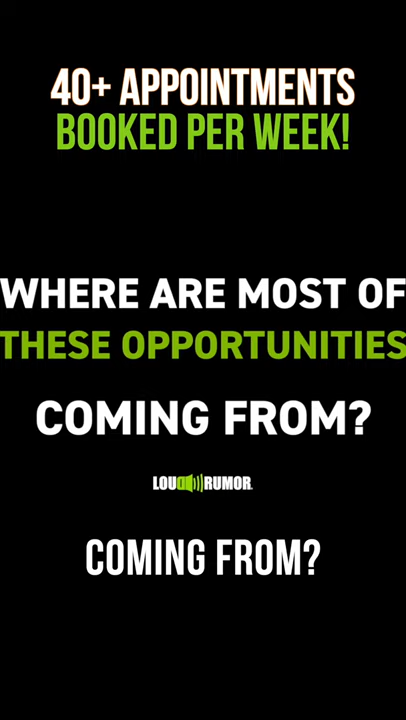 40+ APPOINTMENTS
BOOKED PER WEEK!
WHERE ARE MOST OF
THESE OPPORTUNITIES
COMING FROM?
LOUD RUMOR.
COMING FROM?